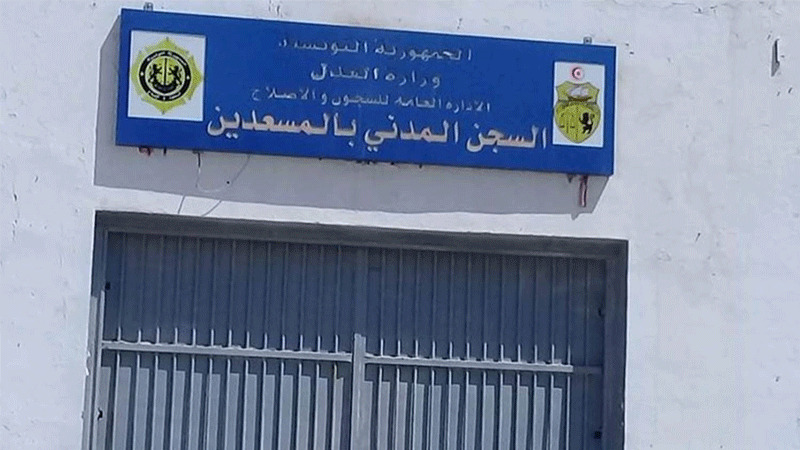 الجمهورية التونسية
وزارة العدل
الادارة العامة للسجون والاصلاح
السجن المدني بالمسعدين